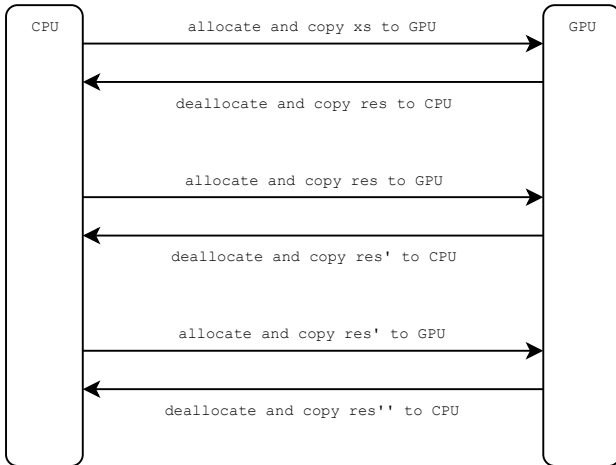 CPU
allocate and copy xs to GPU
GPU
deallocate and copy res to CPU
allocate and copy res to GPU
deallocate and copy res' to CPU
allocate and copy res' to GPU
deallocate and copy res'' to CPU